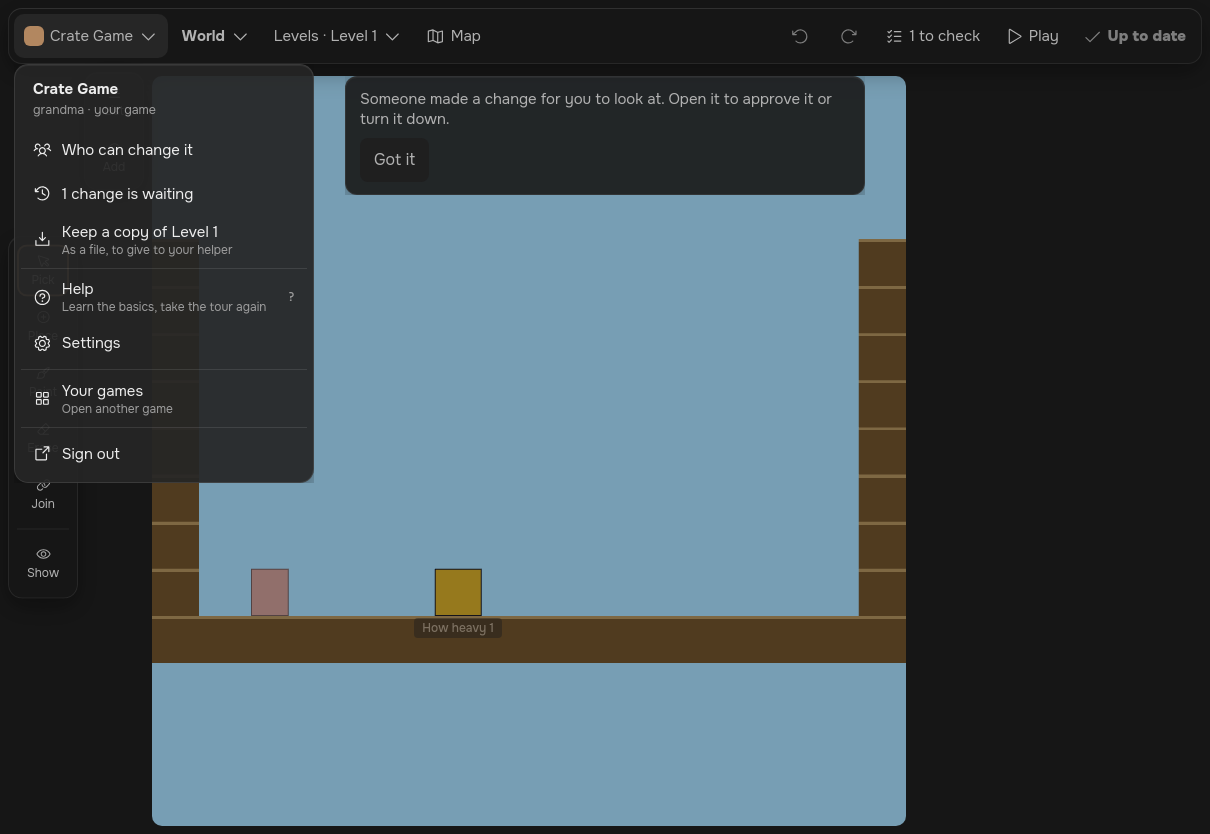 Crate Game
World
Levels · Level 1
Map
1 to check
Play
Up to date
Crate Game
grandma · your game
Who can change it
Add
1 change is waiting
Keep a copy of Level 1
As a file, to give to your helper
Pick
Help
Learn the basics, take the tour again
?
Settings
Your games
Open another game
Sign out
Join
Show
Someone made a change for you to look at. Open it to approve it or
turn it down.
Got it
How heavy 1